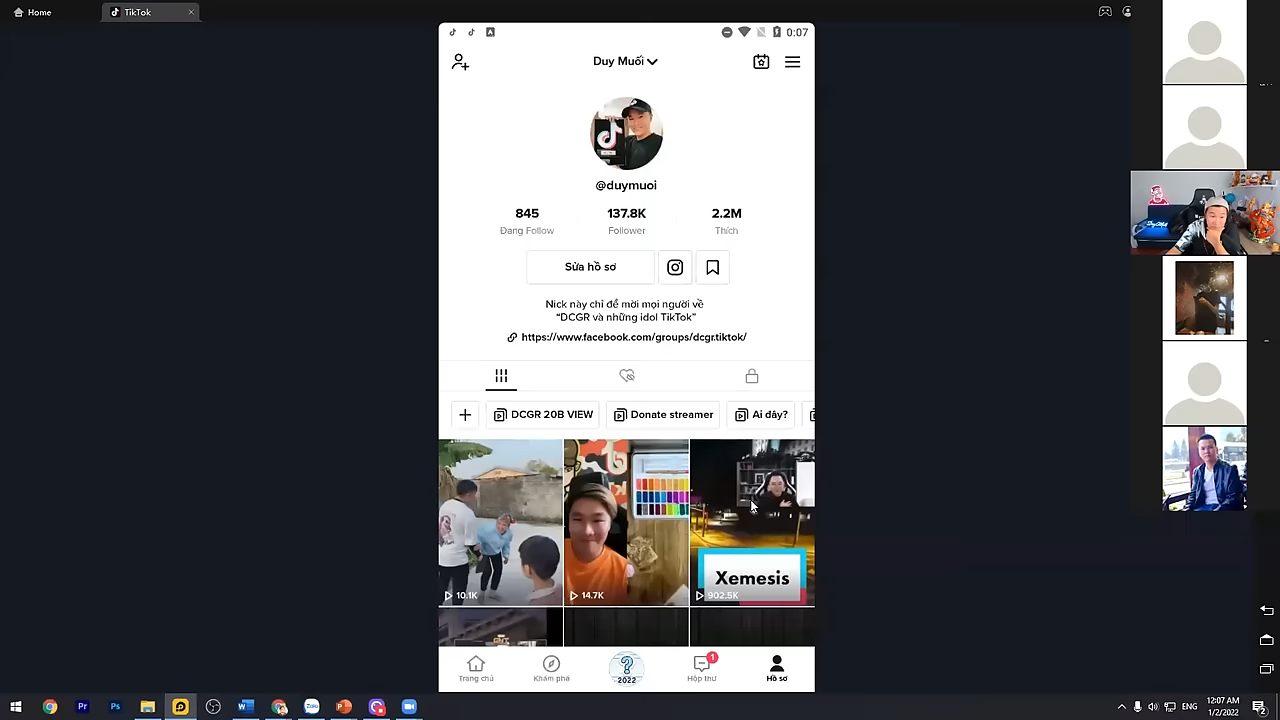 Home
TikTok
0:07
Duy Muối
@duymuoi
845
137.8K
2.2M
Đang Follow
Follower
Thích
Sửa hồ sơ
Nick này chỉ để mời mọi người về
“DCGR và những idol TikTok”
https://www.facebook.com/groups/dcgr.tiktok/
DCGR 20B VIEW
Donate streamer
Ai đây?
Xemesis
10.1K
14.7K
902.5K
2022
1
Trang chủ
Khám phá
Hộp thư
Hồ sơ
12:07 AM
1/2/2022